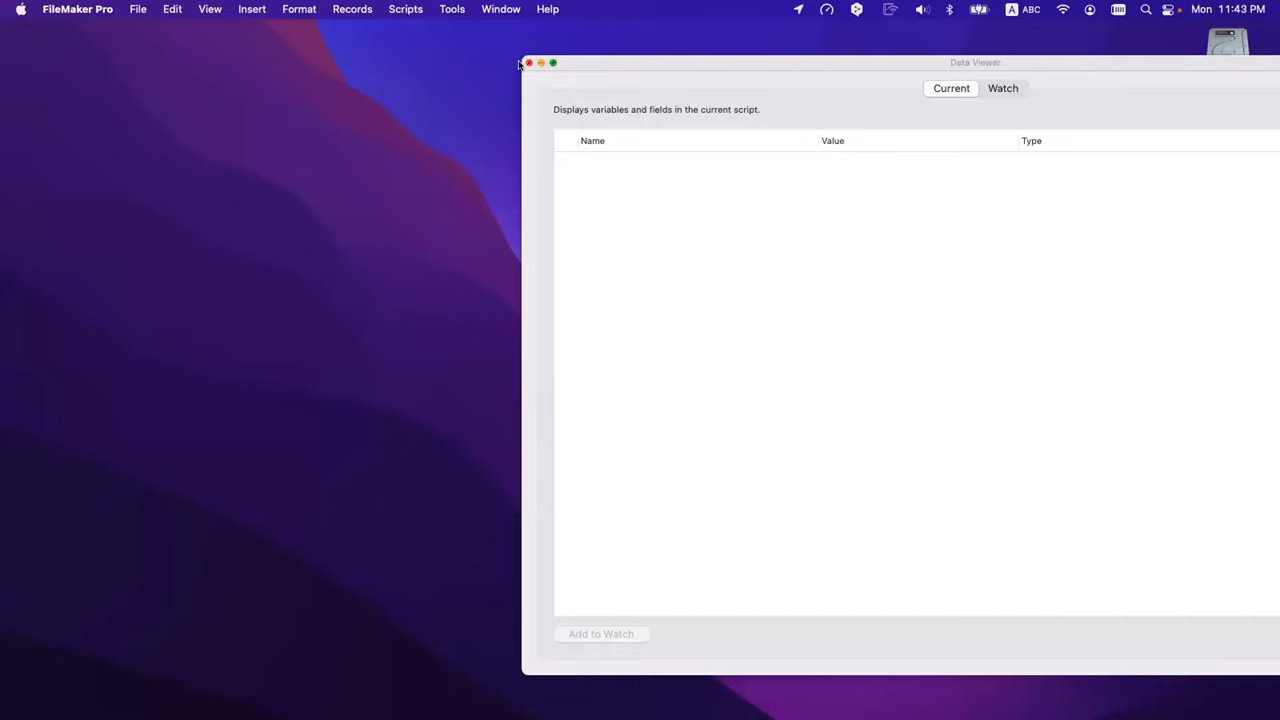 FileMaker Pro File Edit View Insert Format Records Scripts Tools Window Help A ABC Mon 11:43 PM
Data Viewer
Current Watch
Displays variables and fields in the current script.
Name Value Type
Add to Watch